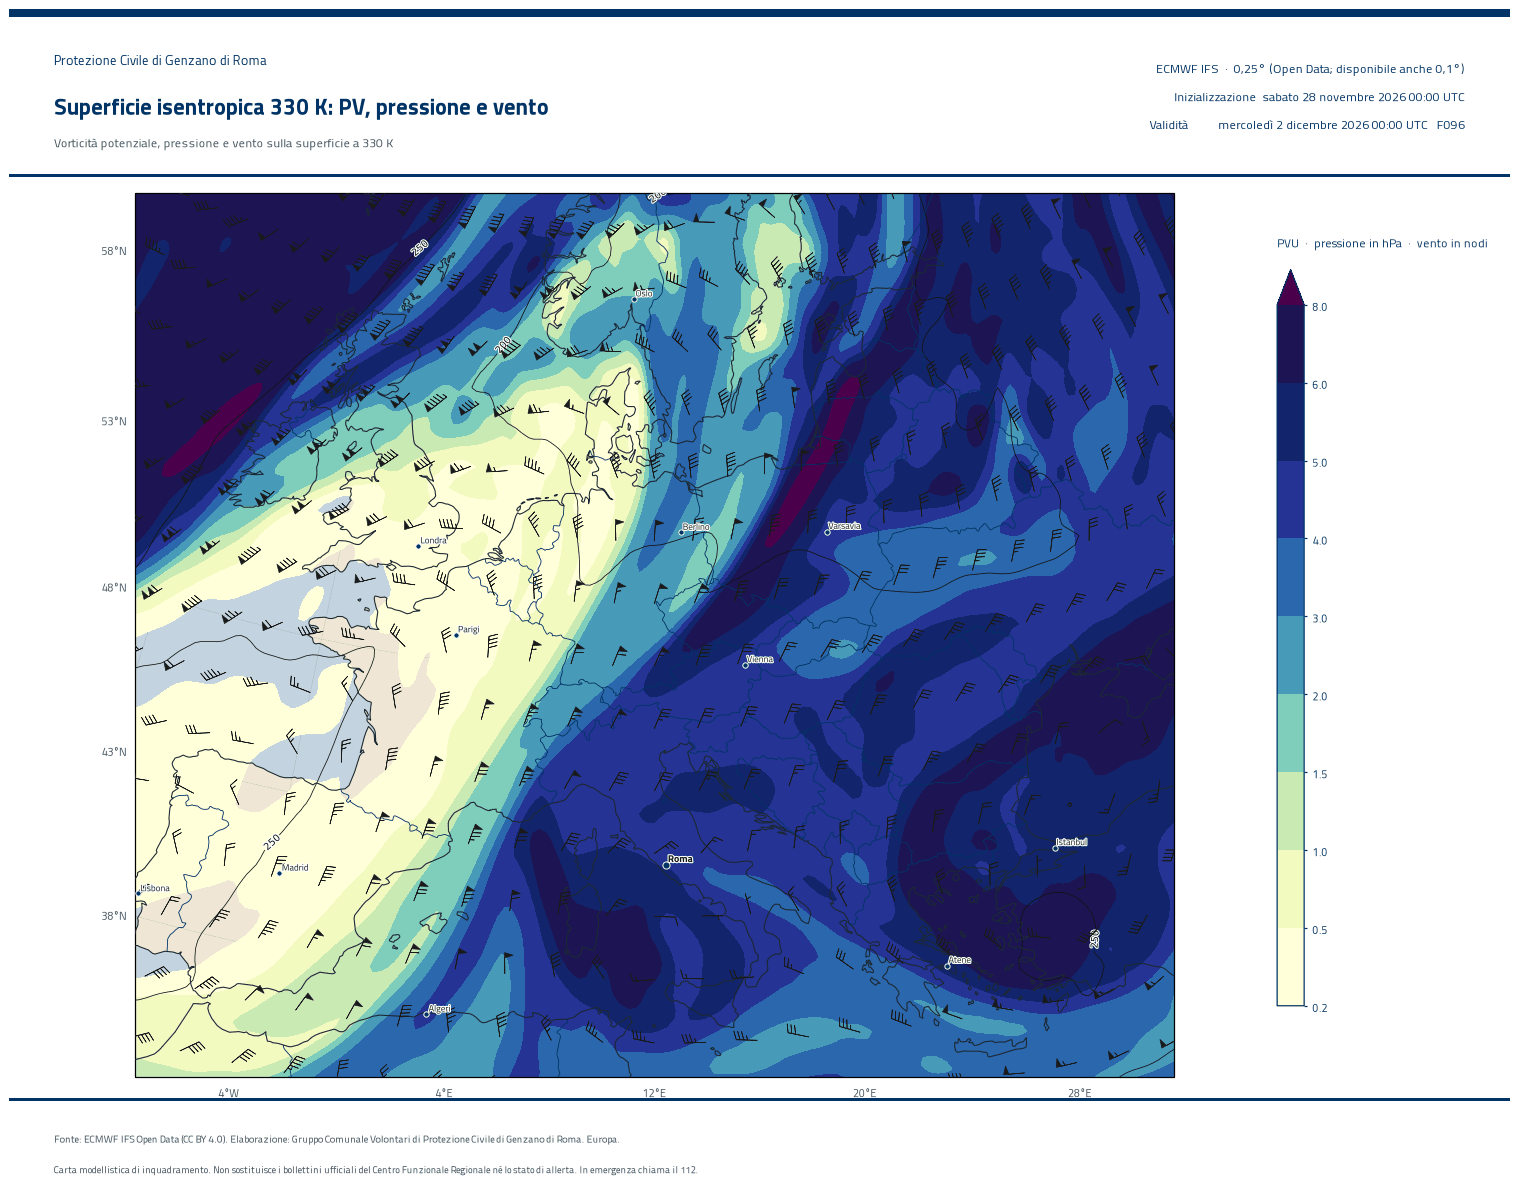 Protezione Civile di Genzano di Roma
Superficie isentropica 330 K: PV, pressione e vento
Vorticità potenziale, pressione e vento sulla superficie a 330 K
ECMWF IFS · 0,25° (Open Data; disponibile anche 0,1°)
Inizializzazione sabato 28 novembre 2026 00:00 UTC
Validità mercoledì 2 dicembre 2026 00:00 UTC F096
PVU · pressione in hPa · vento in nodi
8.0
6.0
5.0
4.0
3.0
2.0
1.5
1.0
0.5
0.2
58°N
53°N
48°N
43°N
38°N
4°W
4°E
12°E
20°E
28°E
200
250
200
250
250
Oslo
Londra
Berlino
Varsavia
Parigi
Vienna
Madrid
Lisbona
Roma
Istanbul
Atene
Algeri
Fonte: ECMWF IFS Open Data (CC BY 4.0). Elaborazione: Gruppo Comunale Volontari di Protezione Civile di Genzano di Roma. Europa.
Carta modellistica di inquadramento. Non sostituisce i bollettini ufficiali del Centro Funzionale Regionale né lo stato di allerta. In emergenza chiama il 112.